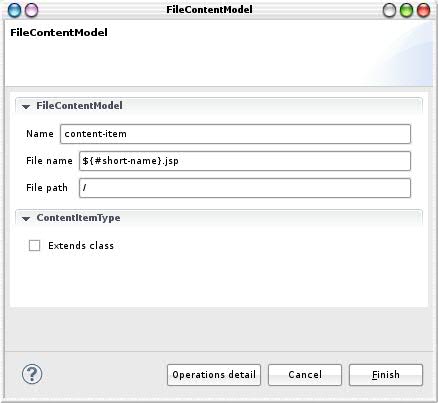 FileContentModel
FileContentModel
FileContentModel
Name content-item
File name ${#short-name}.jsp
File path /
ContentItemType
Extends class
? Operations detail Cancel Finish